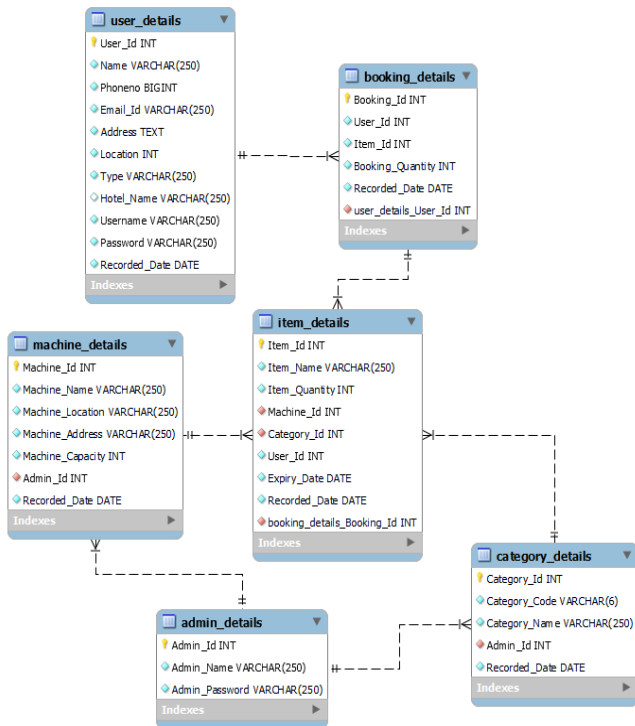 user_details
User_Id INT
Name VARCHAR(250)
Phoneno BIGINT
Email_Id VARCHAR(250)
Address TEXT
Location INT
Type VARCHAR(250)
Hotel_Name VARCHAR(250)
Username VARCHAR(250)
Password VARCHAR(250)
Recorded_Date DATE
Indexes
booking_details
Booking_Id INT
User_Id INT
Item_Id INT
Booking_Quantity INT
Recorded_Date DATE
user_details_User_Id INT
Indexes
item_details
Item_Id INT
Item_Name VARCHAR(250)
Item_Quantity INT
Machine_Id INT
Category_Id INT
User_Id INT
Expiry_Date DATE
Recorded_Date DATE
booking_details_Booking_Id INT
Indexes
machine_details
Machine_Id INT
Machine_Name VARCHAR(250)
Machine_Location VARCHAR(250)
Machine_Address VARCHAR(250)
Machine_Capacity INT
Admin_Id INT
Recorded_Date DATE
Indexes
category_details
Category_Id INT
Category_Code VARCHAR(6)
Category_Name VARCHAR(250)
Admin_Id INT
Recorded_Date DATE
Indexes
admin_details
Admin_Id INT
Admin_Name VARCHAR(250)
Admin_Password VARCHAR(250)
Indexes